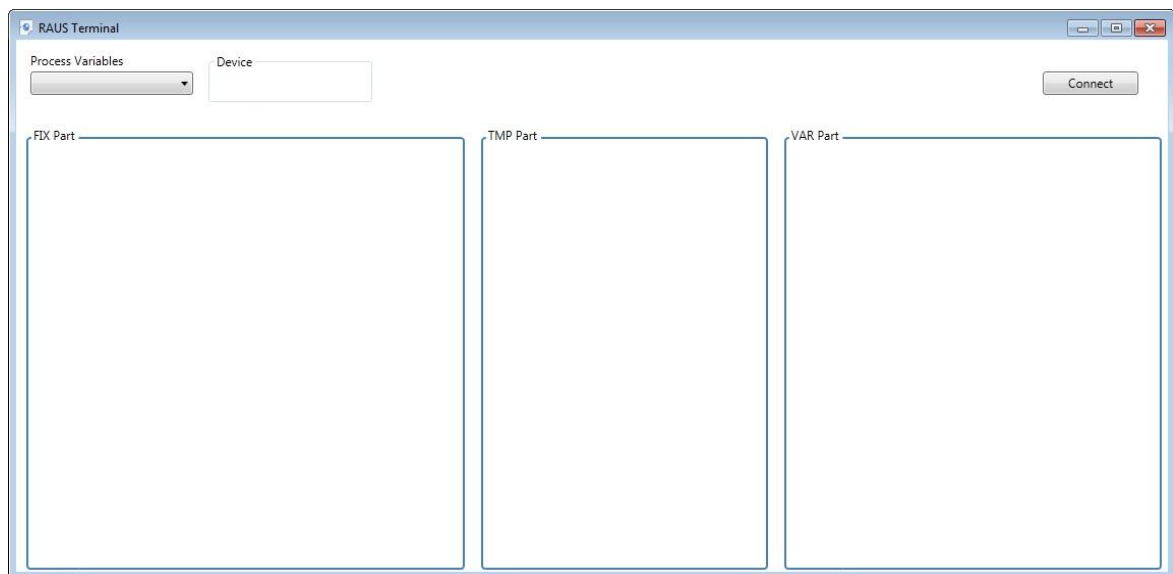 RAUS Terminal
Process Variables
Device
Connect
FIX Part
TMP Part
VAR Part